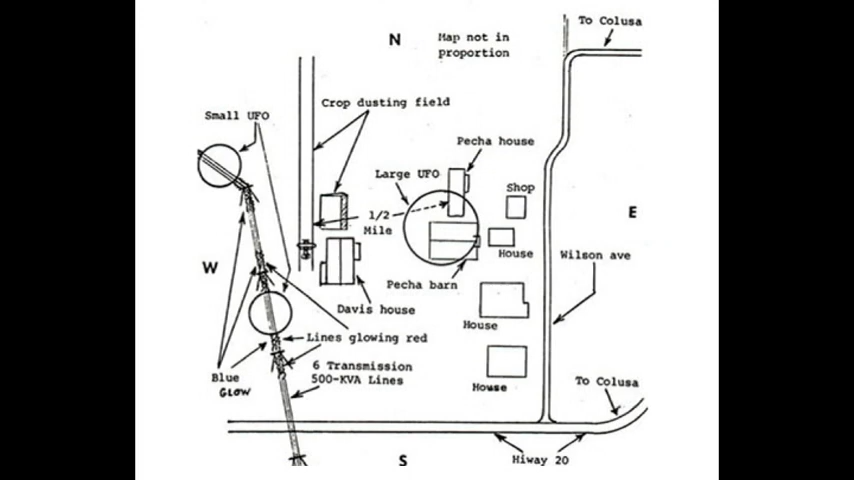 To Colusa
N
Map not in
proportion
Crop dusting field
Small UFO
Pecha house
Large UFO
Shop
1/2
Mile
E
House
Wilson ave
W
Pecha barn
Davis house
House
Lines glowing red
6 Transmission
500-KVA Lines
Blue
GLOW
House
To Colusa
Hiway 20
S